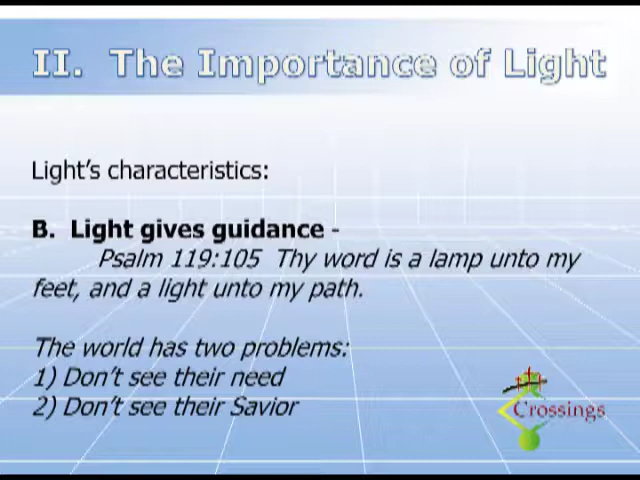 II. The Importance of Light
Light's characteristics:
B. Light gives guidance -
Psalm 119:105 Thy word is a lamp unto my
feet, and a light unto my path.
The world has two problems:
1) Don't see their need
2) Don't see their Savior
Crossings